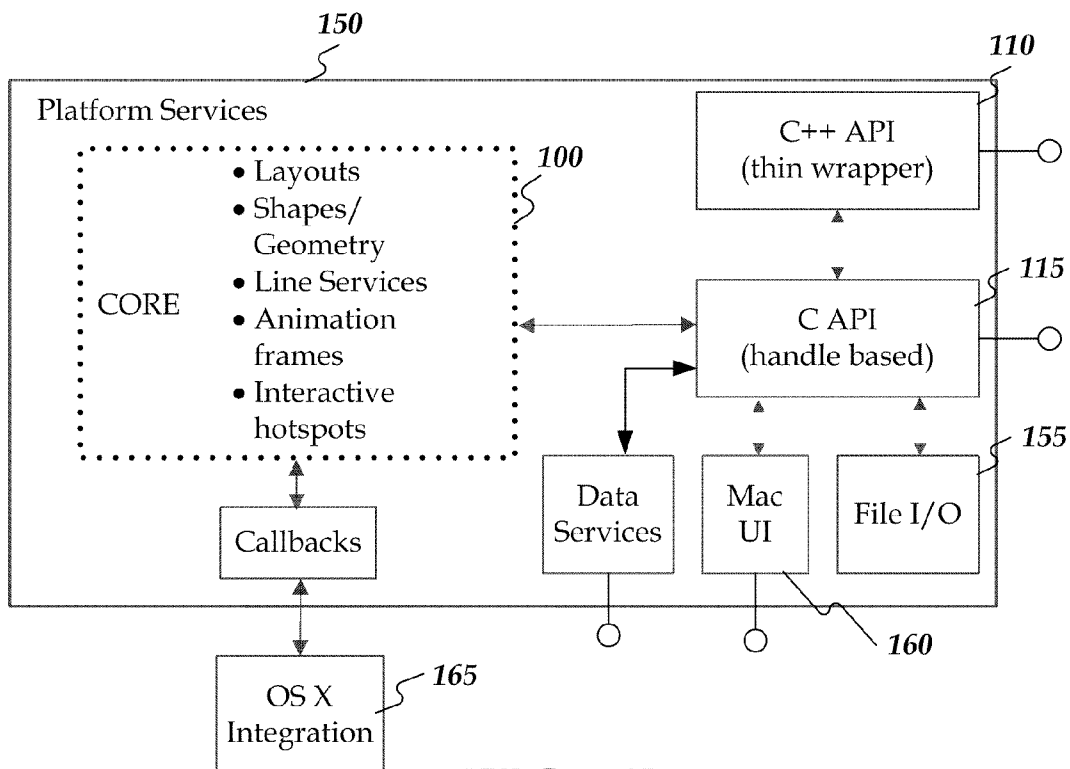 150
110
Platform Services
C++ API
(thin wrapper)
100
CORE
• Layouts
• Shapes/
Geometry
• Line Services
• Animation
frames
• Interactive
hotspots
115
C API
(handle based)
155
Data
Services
Mac
UI
File I/O
Callbacks
160
165
OS X
Integration